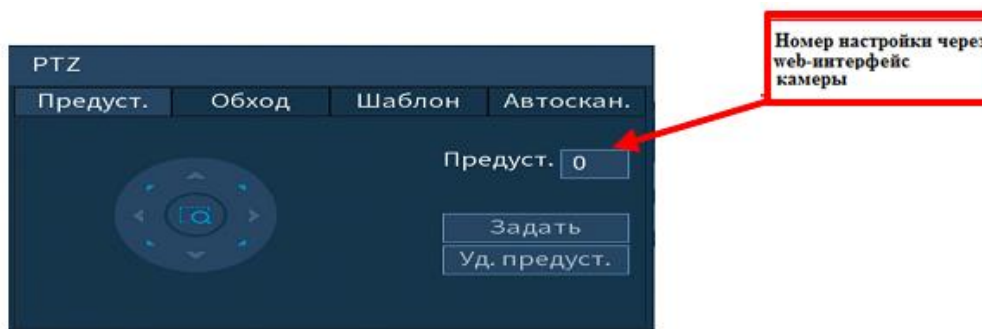 PTZ
Предуст. Обход Шаблон Автоскан.
Предуст. 0
Задать
Уд. предуст.
Номер настройки через
web-интерфейс
камеры